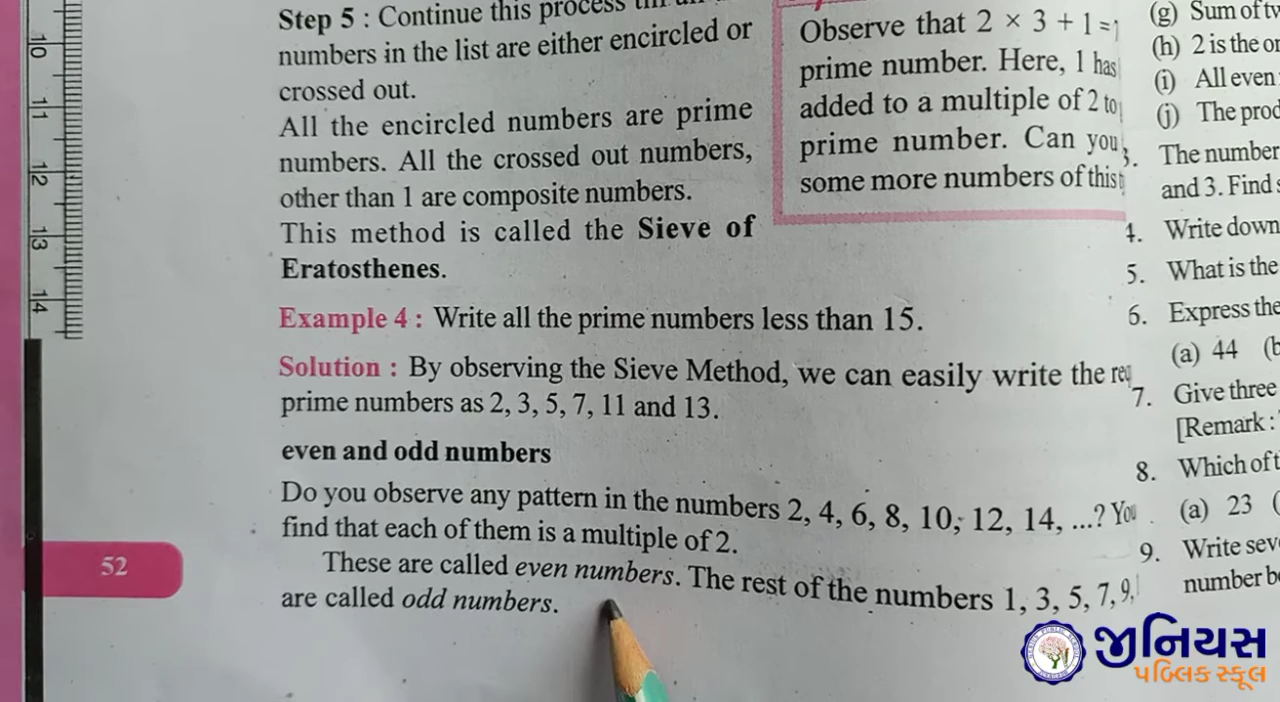 10
11
12
13
14
Step 5 : Continue this process
numbers in the list are either encircled or
crossed out.
All the encircled numbers are prime
numbers. All the crossed out numbers,
other than 1 are composite numbers.
This method is called the Sieve of
Eratosthenes.
Observe that 2 × 3 + 1 =
prime number. Here, 1 has
added to a multiple of 2 to
prime number. Can you
some more numbers of this
Example 4 : Write all the prime numbers less than 15.
Solution : By observing the Sieve Method, we can easily write the
prime numbers as 2, 3, 5, 7, 11 and 13.
even and odd numbers
Do you observe any pattern in the numbers 2, 4, 6, 8, 10, 12, 14, ...? You
find that each of them is a multiple of 2.
These are called even numbers. The rest of the numbers 1, 3, 5, 7, 9,
are called odd numbers.
52
(g) Sum of
(h) 2 is the
(i) All even
(j) The
3. The number
and 3. Find
4. Write down
5. What is the
6. Express the
(a) 44
7. Give three
[Remark :
8. Which of
(a) 23 (
9. Write
number
જીનિયસ
પબ્લિક સ્કૂલ